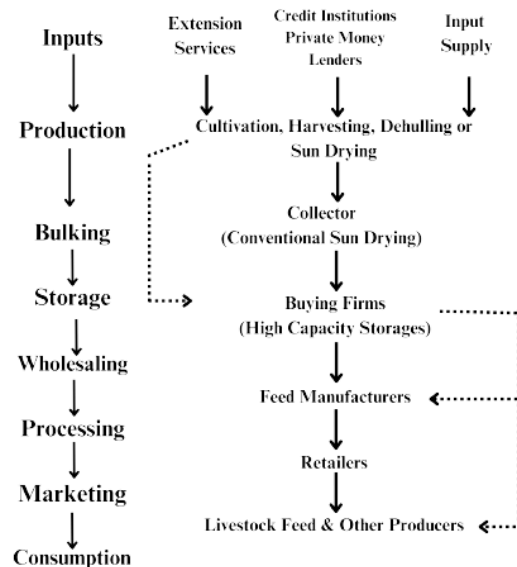 Inputs
Extension
Services
Credit Institutions
Private Money
Lenders
Input
Supply
Production
Cultivation, Harvesting, Dehulling or
Sun Drying
Bulking
Collector
(Conventional Sun Drying)
Storage
Buying Firms
(High Capacity Storages)
Wholesaling
Feed Manufacturers
Processing
Retailers
Marketing
Livestock Feed & Other Producers
Consumption